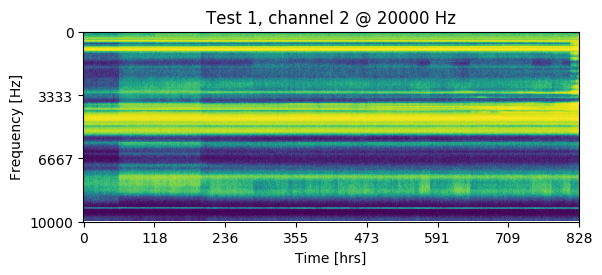 Test 1, channel 2 @ 20000 Hz
Frequency [Hz]
0
3333
6667
10000
0 118 236 355 473 591 709 828
Time [hrs]